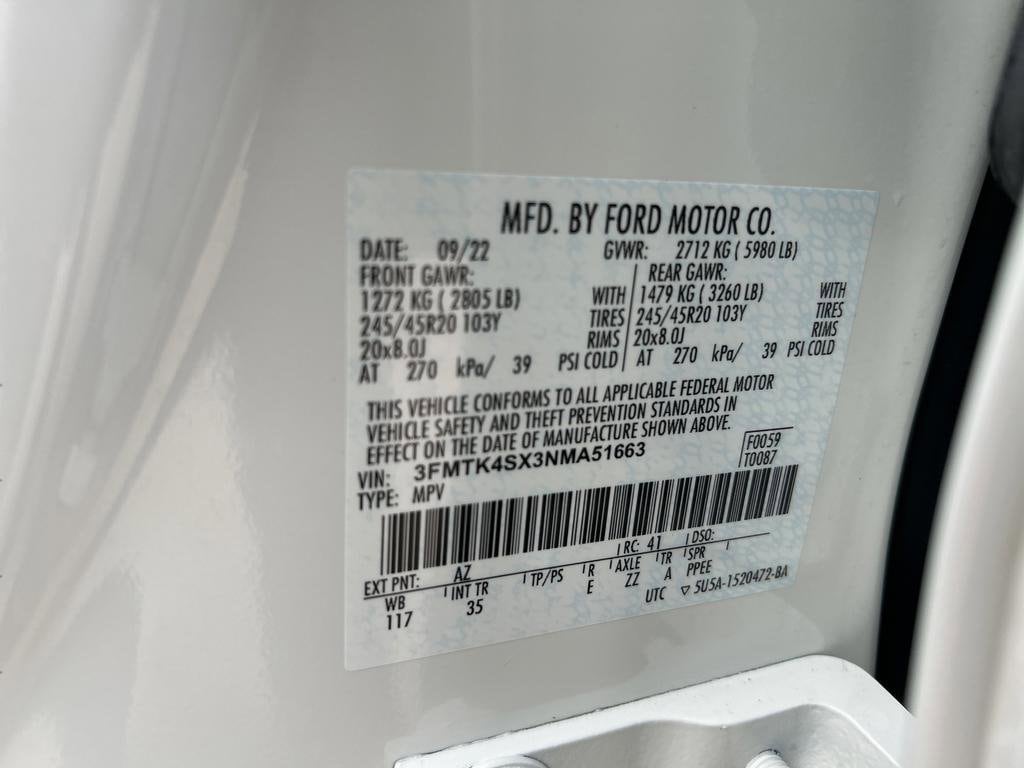 MFD. BY FORD MOTOR CO.
DATE: 09/22 GVWR: 2712 KG ( 5980 LB)
FRONT GAWR: REAR GAWR:
1272 KG ( 2805 LB) WITH 1479 KG ( 3260 LB) WITH
245/45R20 103Y TIRES 245/45R20 103Y TIRES
20x8.0J RIMS 20x8.0J RIMS
AT 270 kPa/ 39 PSI COLD AT 270 kPa/ 39 PSI COLD
THIS VEHICLE CONFORMS TO ALL APPLICABLE FEDERAL MOTOR
VEHICLE SAFETY AND THEFT PREVENTION STANDARDS IN
EFFECT ON THE DATE OF MANUFACTURE SHOWN ABOVE.
VIN: 3FMTK4SX3NMA51663 F0059
TYPE: MPV T0087
EXT PNT: AZ RC: 41 DSO:
WB INT TR TP/PS R AXLE TR SPR
117 35 E ZZ A PPEE
UTC ▽ 5U5A-1520472-BA